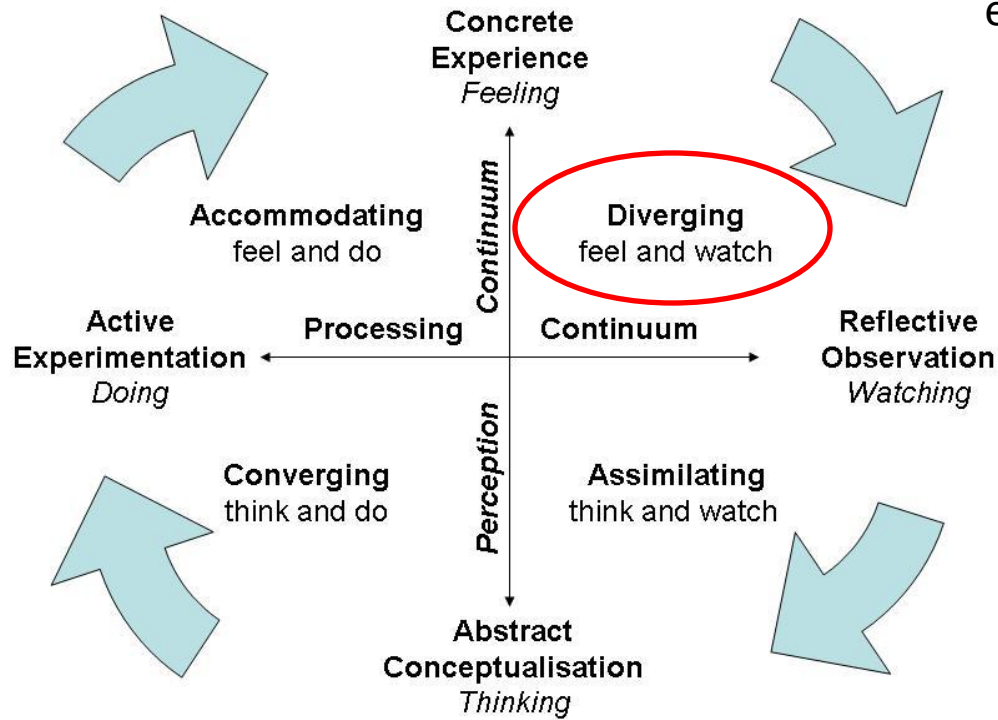 e
Concrete
Experience
Feeling
Accommodating
feel and do
Continuum
Diverging
feel and watch
Active
Experimentation
Doing
Processing
Continuum
Reflective
Observation
Watching
Converging
think and do
Perception
Assimilating
think and watch
Abstract
Conceptualisation
Thinking